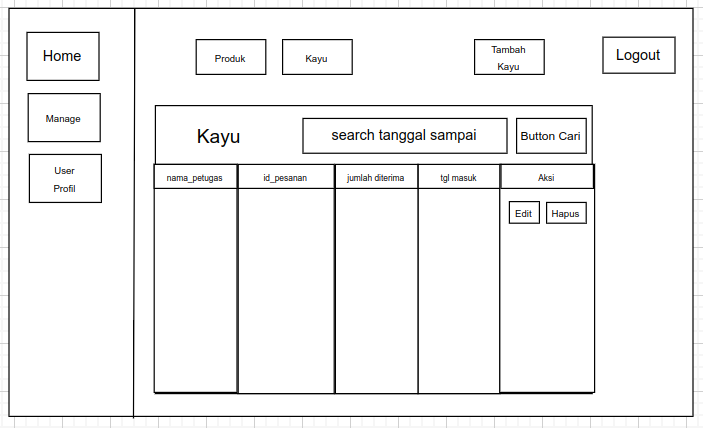 Home
Manage
User
Profil
Produk
Kayu
Tambah
Kayu
Logout
Kayu
search tanggal sampai
Button Cari
nama_petugas
id_pesanan
jumlah diterima
tgl masuk
Aksi
Edit
Hapus